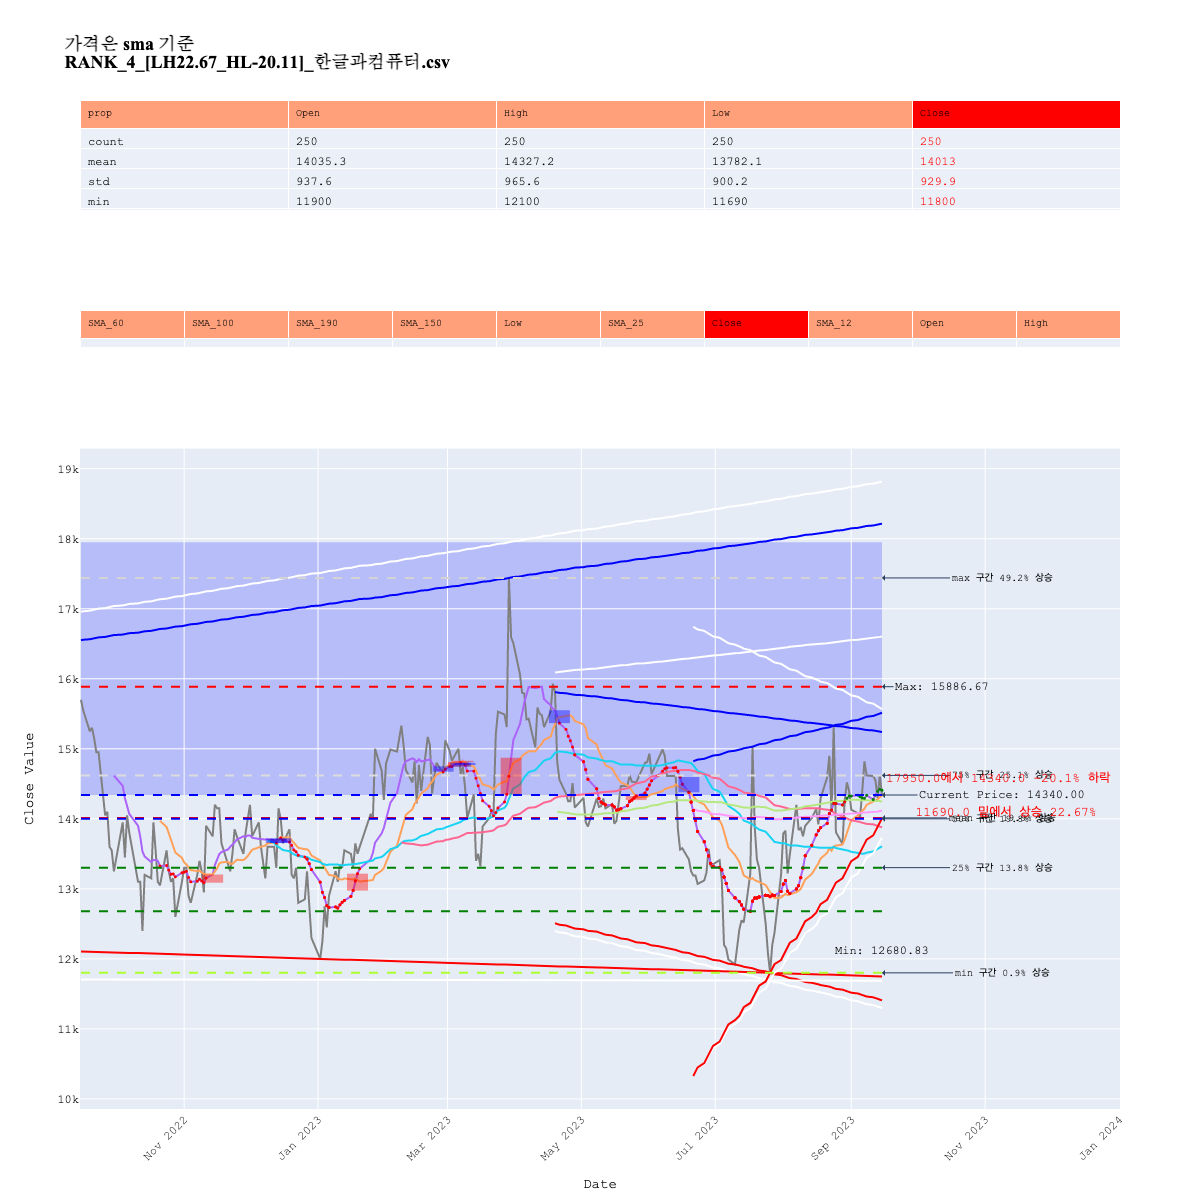 가격은 sma 기준
RANK_4_[LH22.67_HL-20.11]_한글과컴퓨터.csv
prop Open High Low Close
count 250 250 250 250
mean 14035.3 14327.2 13782.1 14013
std 937.6 965.6 900.2 929.9
min 11900 12100 11690 11800
SMA_60 SMA_100 SMA_190 SMA_150 Low SMA_25 Close SMA_12 Open High
19k
18k
max 구간 49.2% 상승
17k
16k
Max: 15886.67
15k
17950.0에서 14340.0 -20.1% 하락
Current Price: 14340.00
11690.0 밑에서 상승 22.67%
14k
25% 구간 13.8% 상승
13k
Min: 12680.83
12k
min 구간 0.9% 상승
11k
10k
Close Value
Nov 2022 Jan 2023 Mar 2023 May 2023 Jul 2023 Sep 2023 Nov 2023 Jan 2024
Date